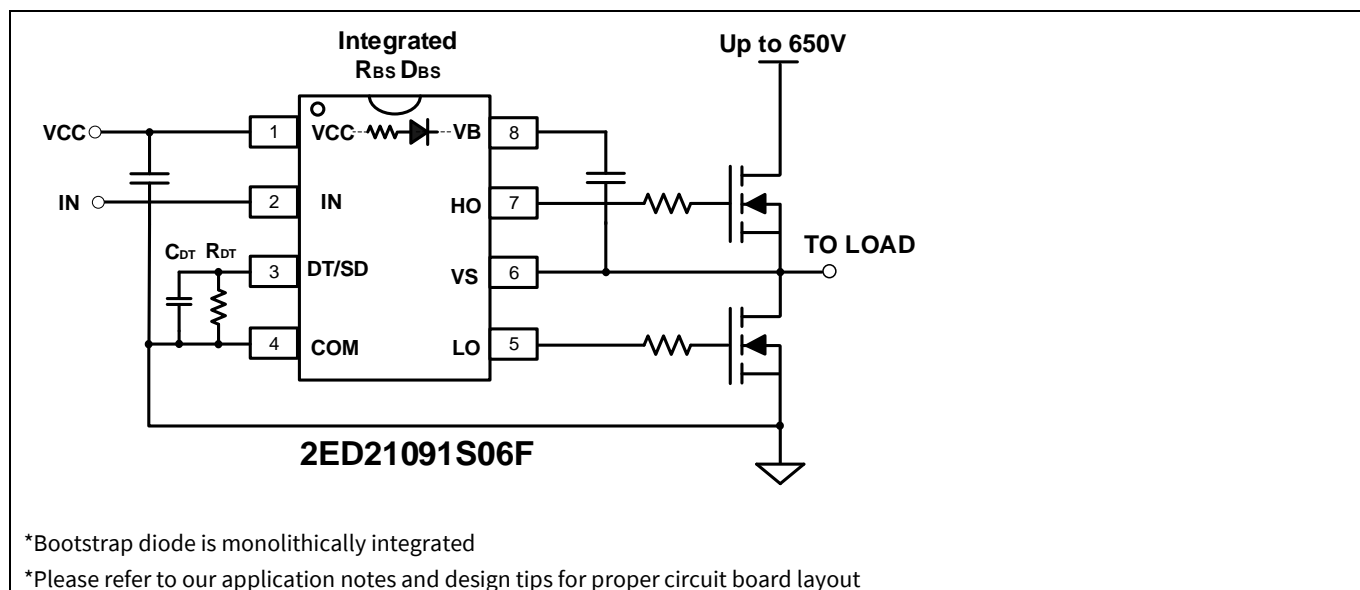 Integrated
RBS DBS
Up to 650V
VCC
1
VCC
VB
8
IN
2
IN
HO
7
CDT RDT
3
DT/SD
VS
6
TO LOAD
4
COM
LO
5
2ED21091S06F
*Bootstrap diode is monolithically integrated
*Please refer to our application notes and design tips for proper circuit board layout